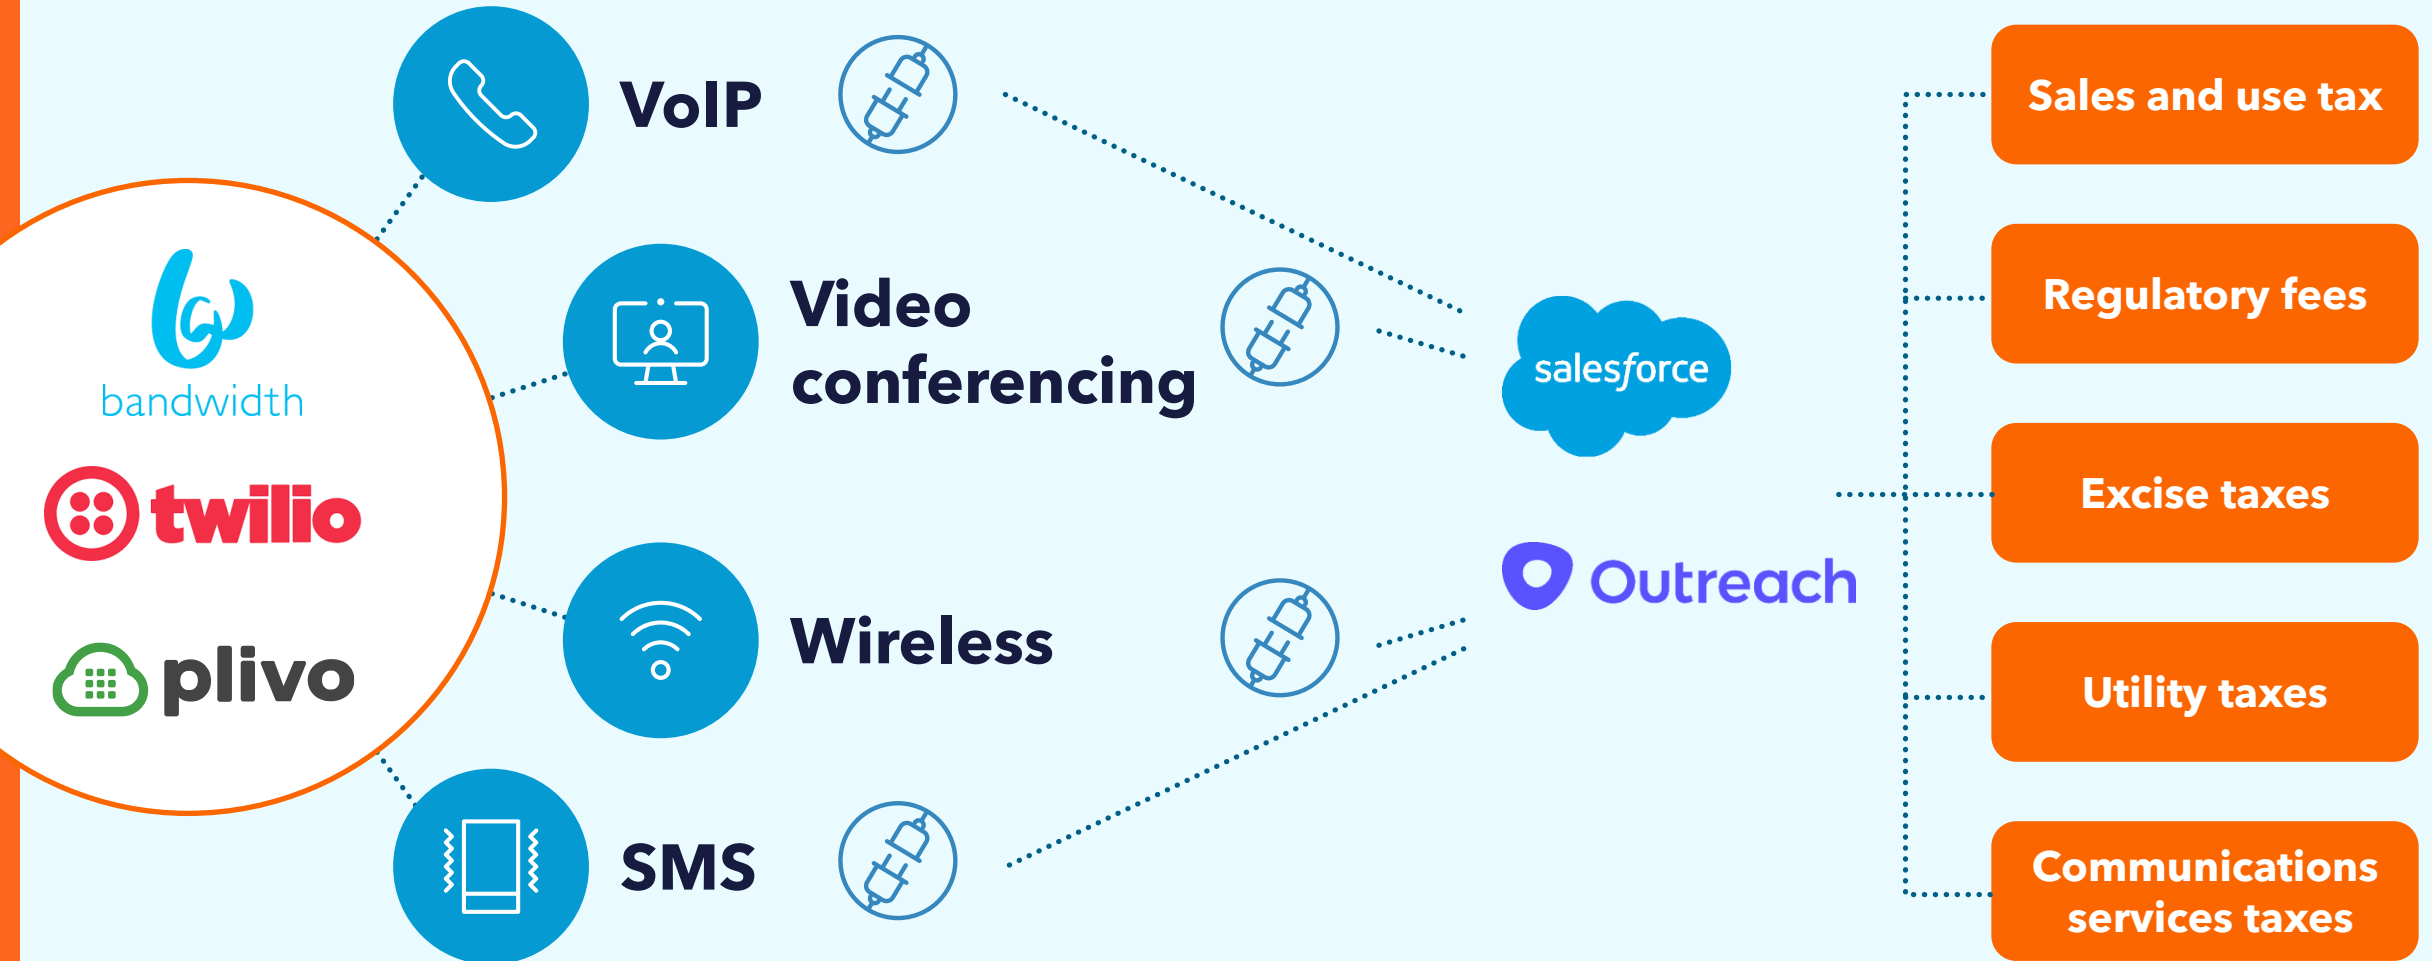 VoIP
Video
conferencing
Wireless
SMS
bandwidth
twilio
plivo
salesforce
Outreach
Sales and use tax
Regulatory fees
Excise taxes
Utility taxes
Communications
services taxes